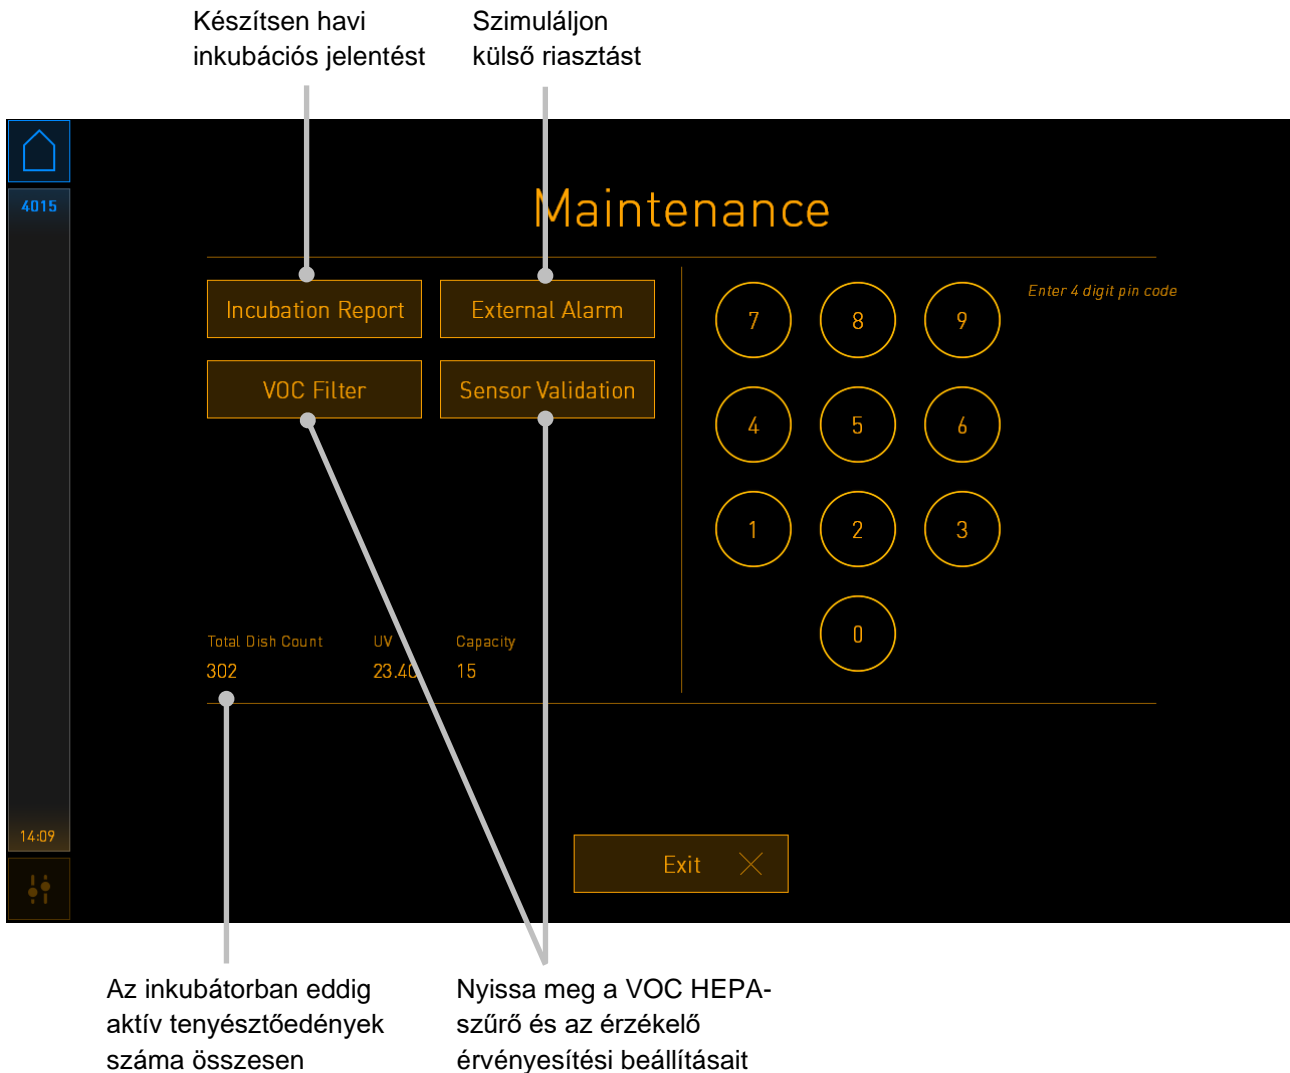 Készítsen havi
inkubációs jelentést
Szimuláljon
külső riasztást
4015
Maintenance
Incubation Report
External Alarm
VOC Filter
Sensor Validation
7
8
9
Enter 4 digit pin code
4
5
6
1
2
3
0
Total Dish Count
UV
Capacity
302
23.40
15
14:09
Exit
Az inkubátorban eddig
aktív tenyésztőedények
száma összesen
Nyissa meg a VOC HEPA-
szűrő és az érzékelő
érvényesítési beállításait